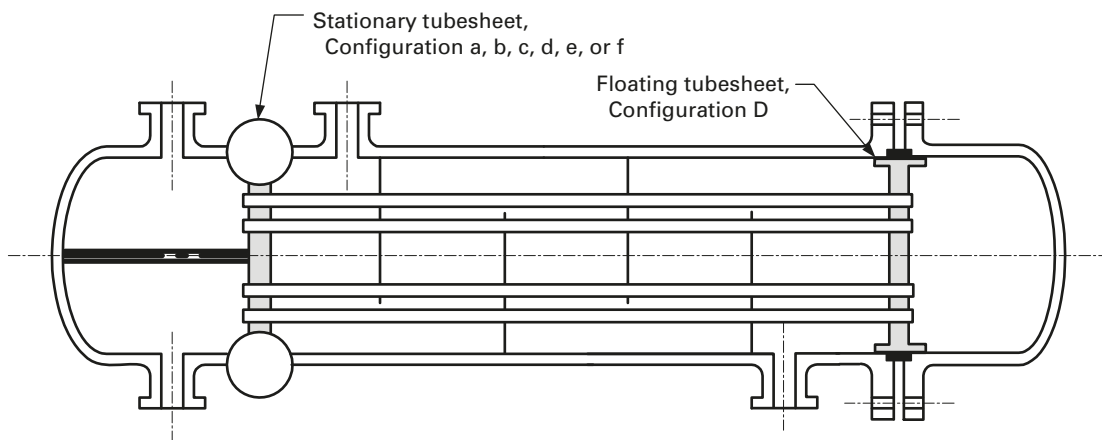 Stationary tubesheet,
Configuration a, b, c, d, e, or f
Floating tubesheet,
Configuration D